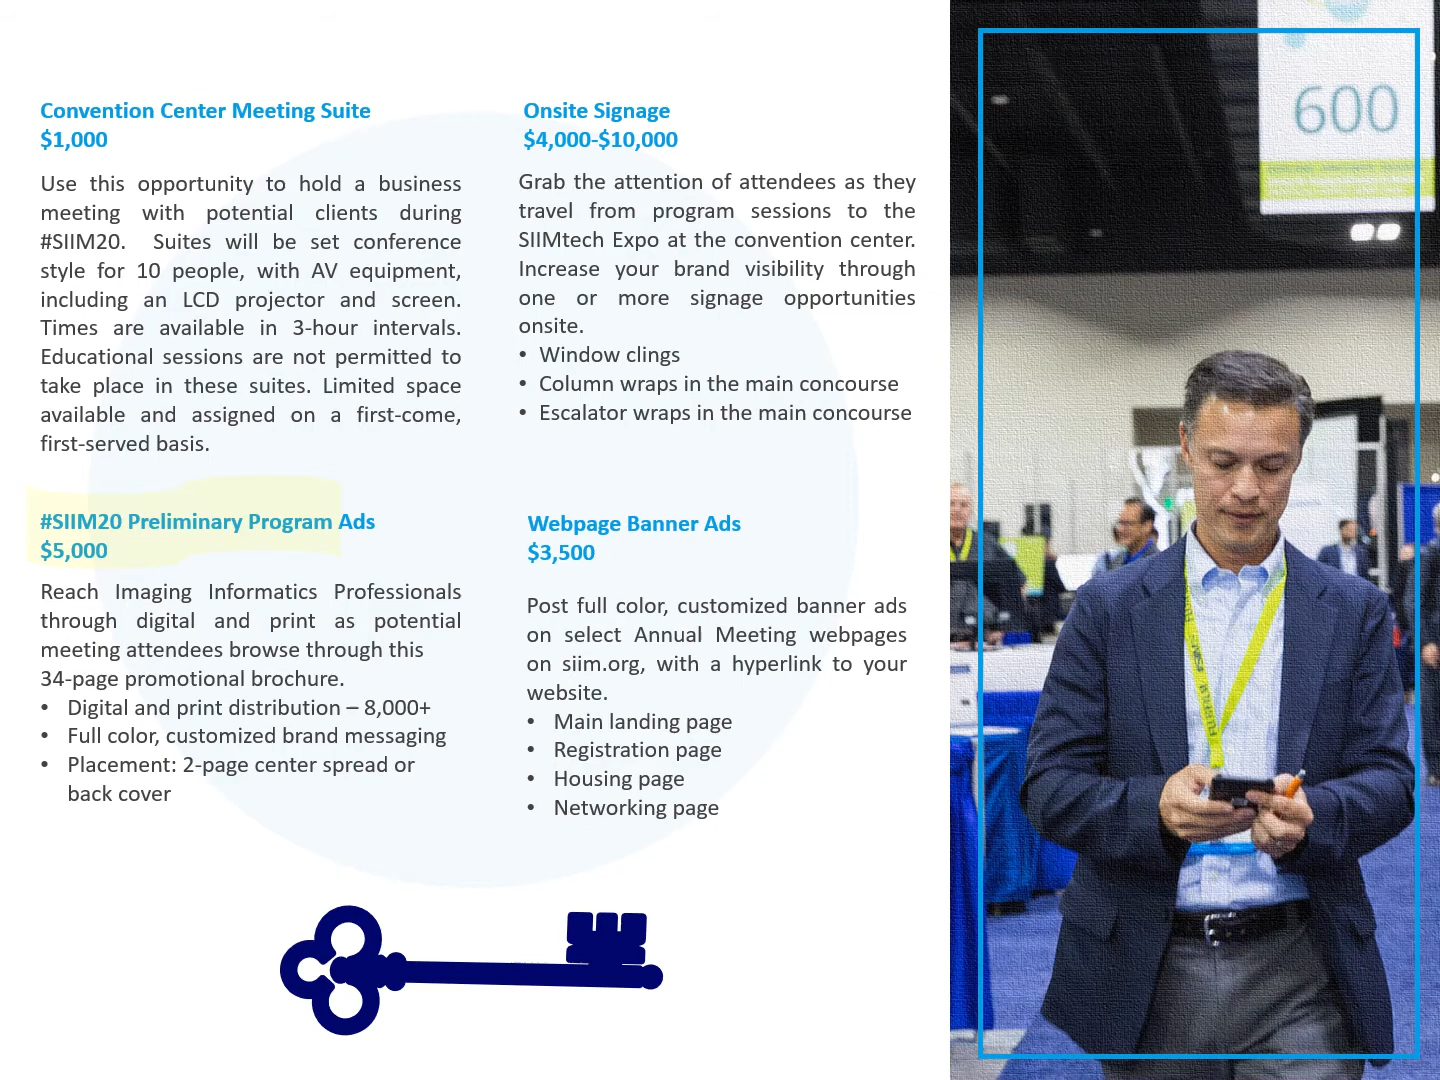 Convention Center Meeting Suite
$1,000
Use this opportunity to hold a business
meeting with potential clients during
#SIIM20. Suites will be set conference
style for 10 people, with AV equipment,
including an LCD projector and screen.
Times are available in 3-hour intervals.
Educational sessions are not permitted to
take place in these suites. Limited space
available and assigned on a first-come,
first-served basis.
#SIIM20 Preliminary Program Ads
$5,000
Reach Imaging Informatics Professionals
through digital and print as potential
meeting attendees browse through this
34-page promotional brochure.
• Digital and print distribution – 8,000+
• Full color, customized brand messaging
• Placement: 2-page center spread or
back cover
Onsite Signage
$4,000-$10,000
Grab the attention of attendees as they
travel from program sessions to the
SIIMtech Expo at the convention center.
Increase your brand visibility through
one or more signage opportunities
onsite.
• Window clings
• Column wraps in the main concourse
• Escalator wraps in the main concourse
Webpage Banner Ads
$3,500
Post full color, customized banner ads
on select Annual Meeting webpages
on siim.org, with a hyperlink to your
website.
• Main landing page
• Registration page
• Housing page
• Networking page
600
FUJIFILM